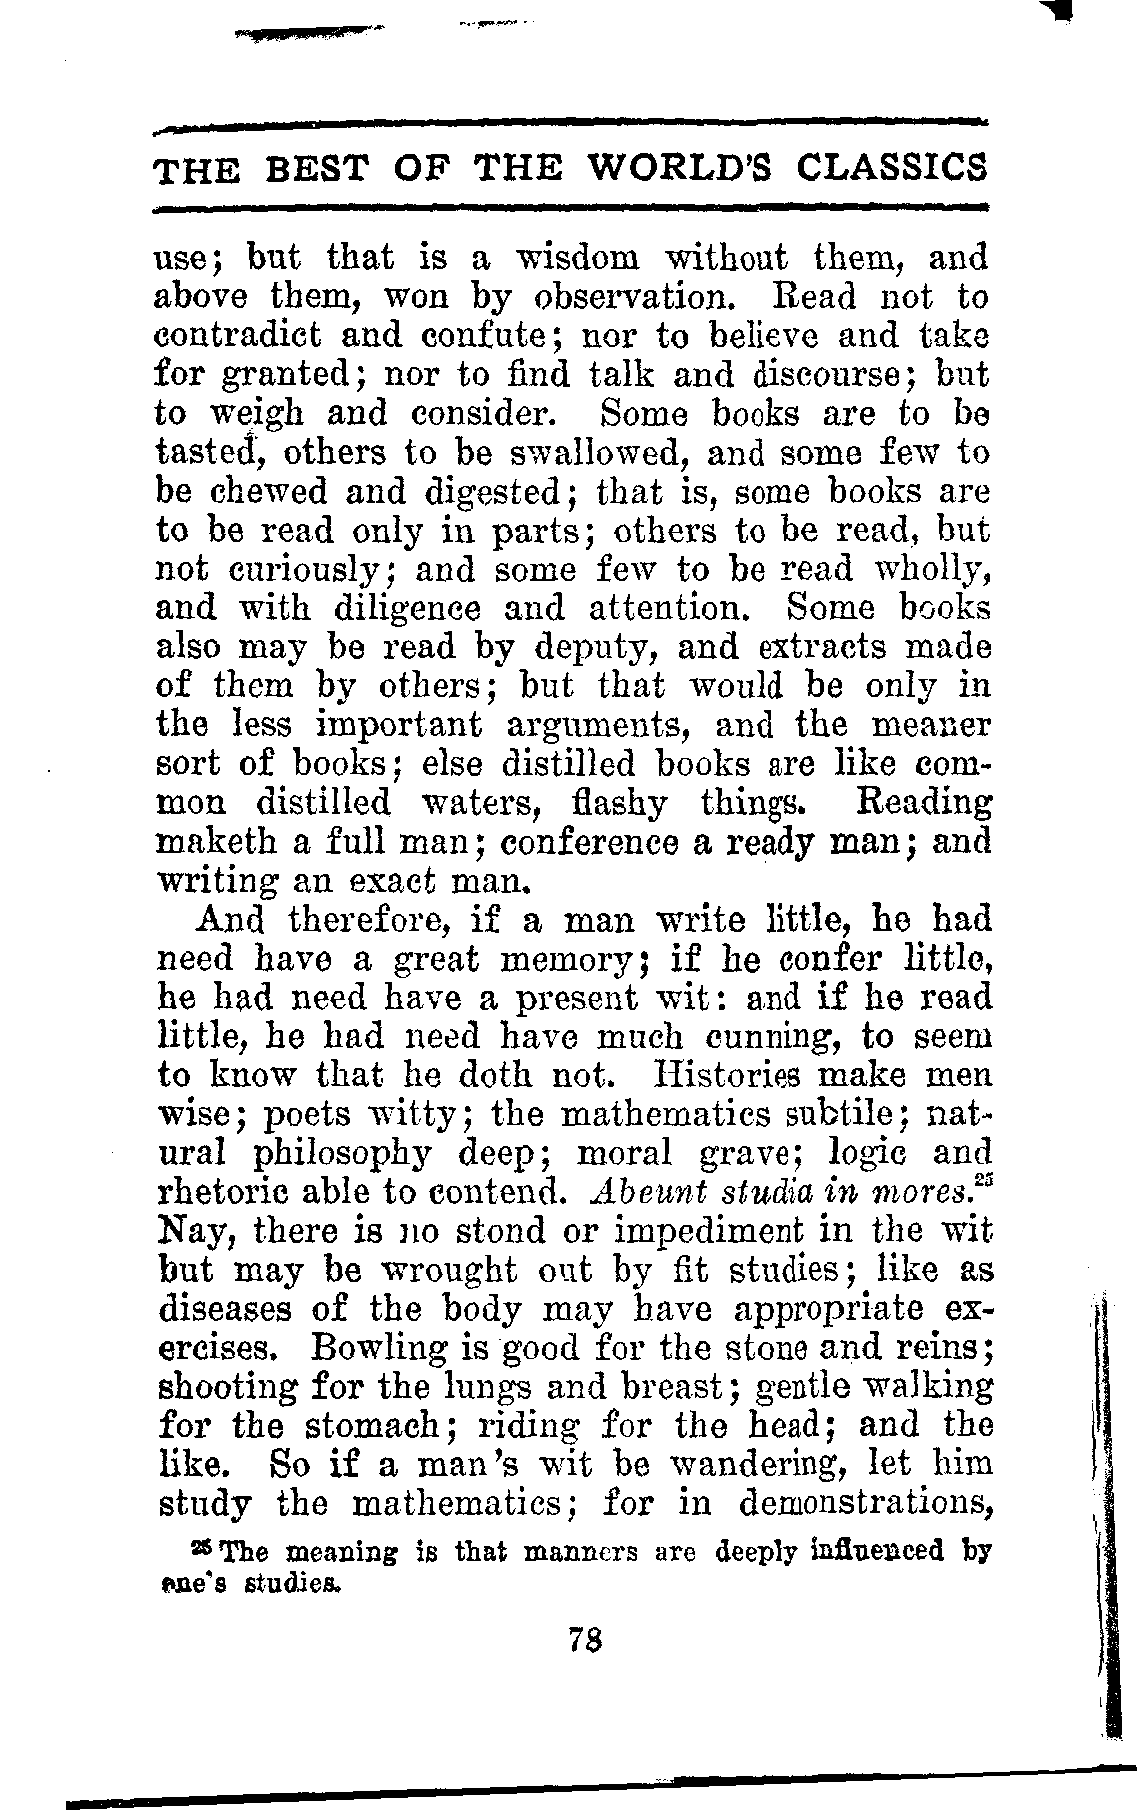 THE BEST OF THE WORLD'S CLASSICS
use; but that is a wisdom without them, and
above them, won by observation. Read not to
contradict and confute; nor to believe and take
for granted; nor to find talk and discourse; but
to weigh and consider. Some books are to be
tasted, others to be swallowed, and some few to
be chewed and digested; that is, some books are
to be read only in parts; others to be read, but
not curiously; and some few to be read wholly,
and with diligence and attention. Some books
also may be read by deputy, and extracts made
of them by others; but that would be only in
the less important arguments, and the meaner
sort of books; else distilled books are like com-
mon distilled waters, flashy things. Reading
maketh a full man; conference a ready man; and
writing an exact man.
And therefore, if a man write little, he had
need have a great memory; if he confer little,
he had need have a present wit: and if he read
little, he had need have much cunning, to seem
to know that he doth not. Histories make men
wise; poets witty; the mathematics subtile; nat-
ural philosophy deep; moral grave; logic and
rhetoric able to contend. Abeunt studia in mores.25
Nay, there is no stond or impediment in the wit
but may be wrought out by fit studies; like as
diseases of the body may have appropriate ex-
ercises. Bowling is good for the stone and reins;
shooting for the lungs and breast; gentle walking
for the stomach; riding for the head; and the
like. So if a man's wit be wandering, let him
study the mathematics; for in demonstrations,
25 The meaning is that manners are deeply influenced by
one's studies.
78